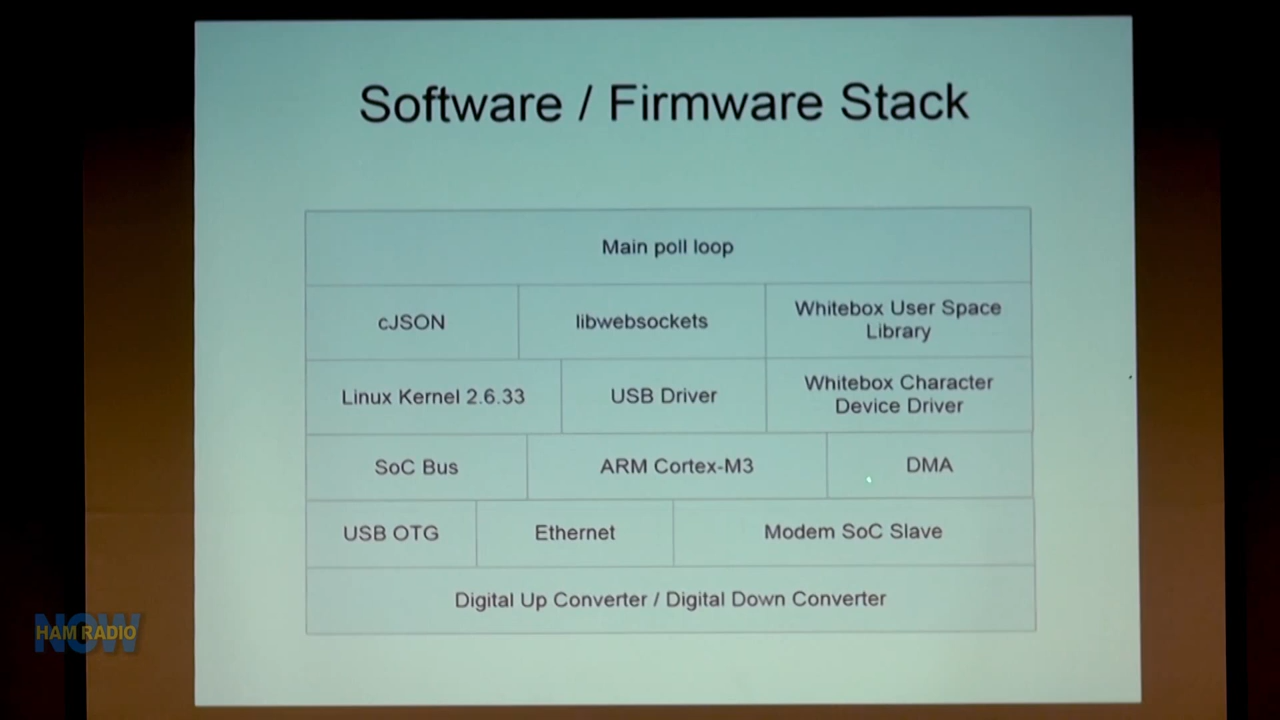 Software / Firmware Stack
Main poll loop
cJSON
libwebsockets
Whitebox User Space
Library
Linux Kernel 2.6.33
USB Driver
Whitebox Character
Device Driver
SoC Bus
ARM Cortex-M3
DMA
USB OTG
Ethernet
Modem SoC Slave
Digital Up Converter / Digital Down Converter
HAM RADIO
NOW